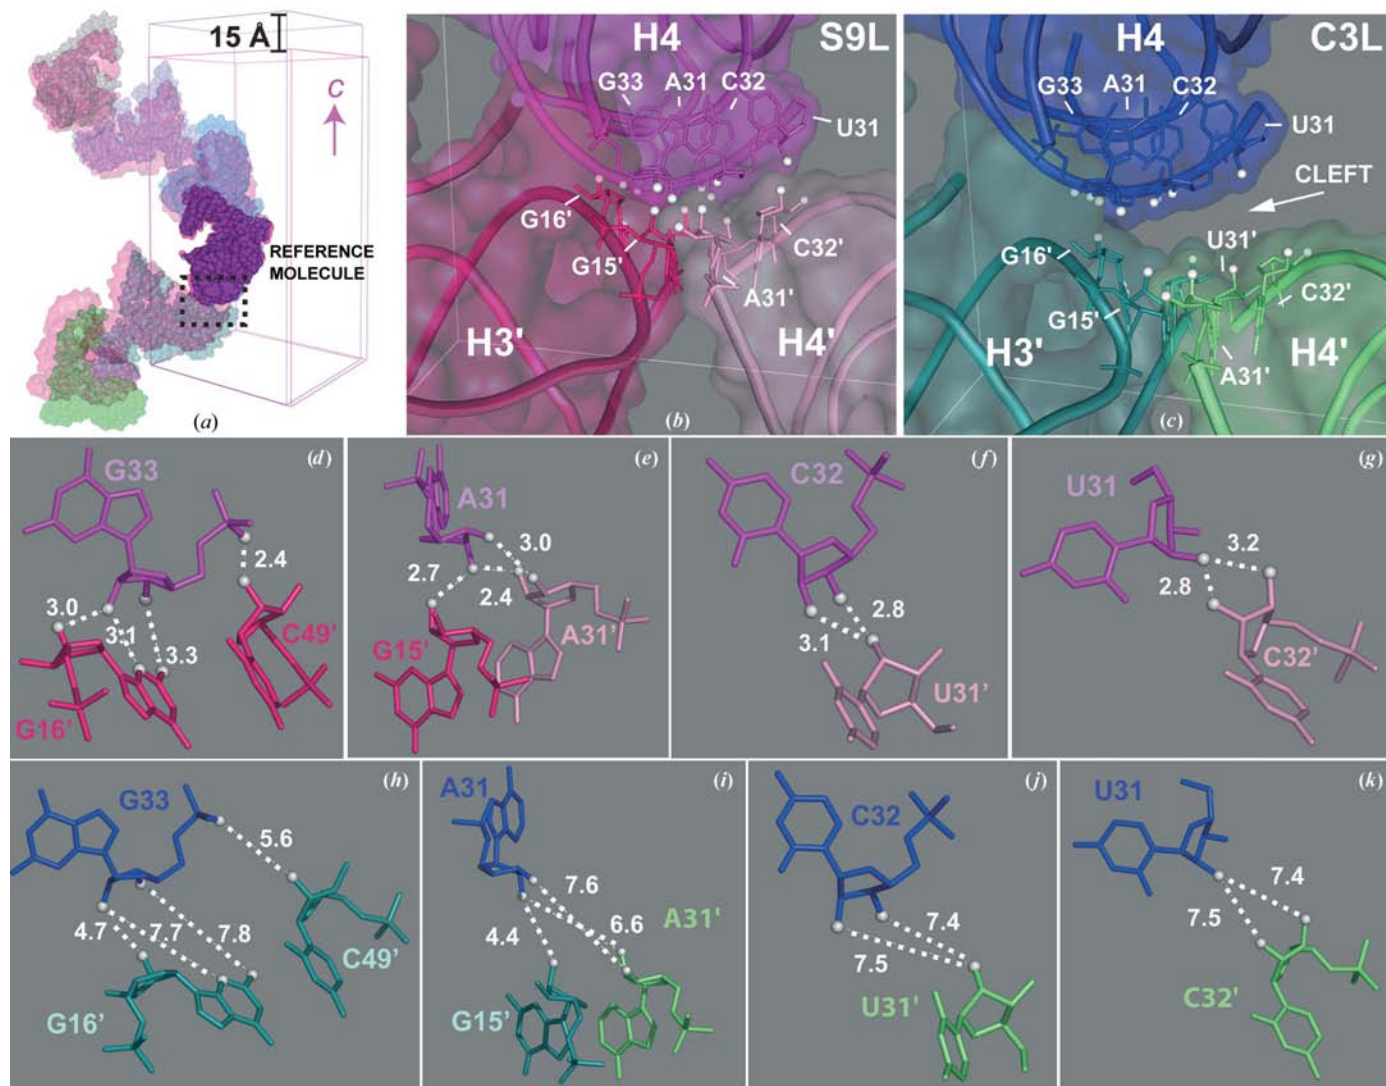 15 Å
c
REFERENCE
MOLECULE
(a)
H4
S9L
G33
A31
C32
U31
G16'
G15'
C32'
A31'
H3'
H4'
(b)
H4
C3L
G33
A31
C32
U31
CLEFT
G16'
U31'
G15'
C32'
H3'
A31'
H4'
(c)
(d)
G33
2.4
3.0
3.1
3.3
C49'
G16'
(e)
A31
3.0
2.7
2.4
G15'
A31'
(f)
C32
2.8
3.1
U31'
(g)
U31
3.2
2.8
C32'
(h)
G33
5.6
4.7
7.7
7.8
C49'
G16'
(i)
A31
7.6
4.4
6.6
A31'
G15'
(j)
C32
7.4
7.5
U31'
(k)
U31
7.4
7.5
C32'